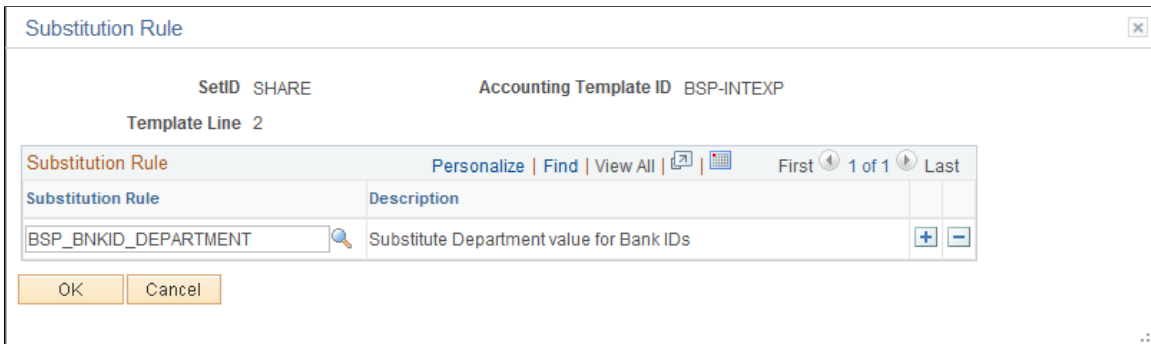 Substitution Rule
SetID SHARE Accounting Template ID BSP-INTEXP
Template Line 2
Substitution Rule Personalize | Find | View All | | First 1 of 1 Last
Substitution Rule Description
BSP_BNKID_DEPARTMENT Substitute Department value for Bank IDs
OK Cancel